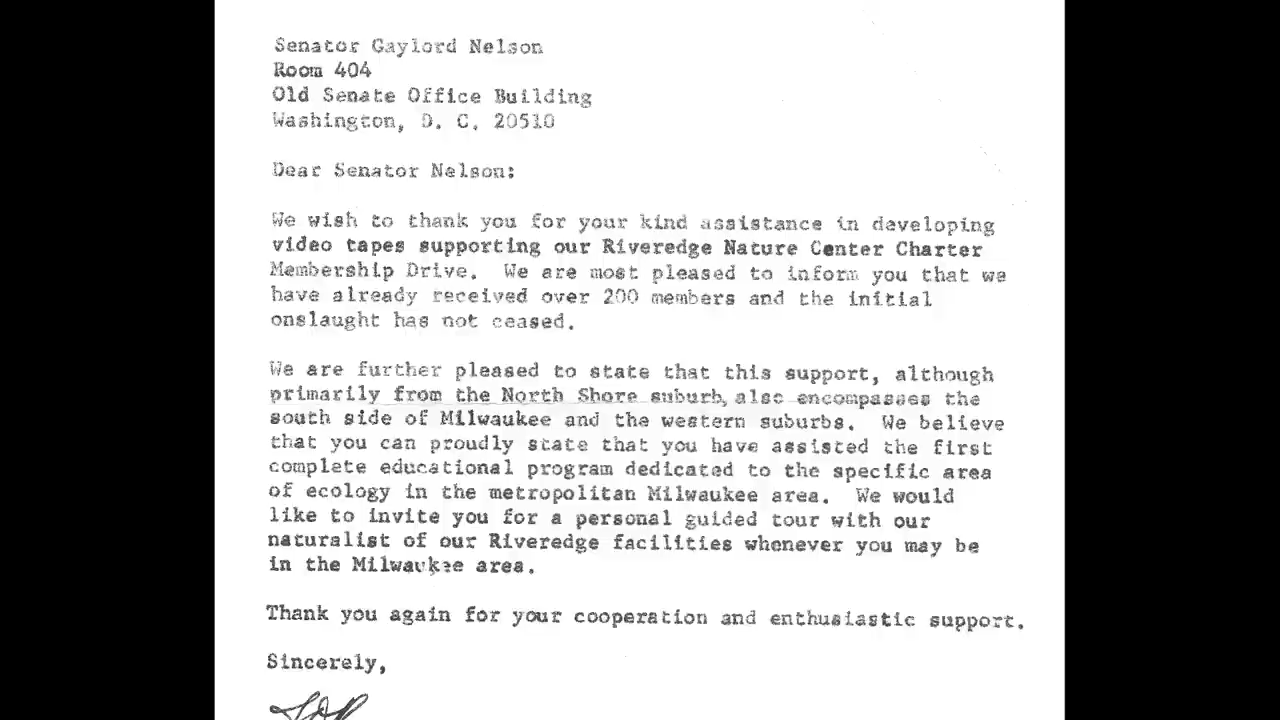 Senator Gaylord Nelson
Room 404
Old Senate Office Building
Washington, D. C. 20510
Dear Senator Nelson:
We wish to thank you for your kind assistance in developing
video tapes supporting our Riveredge Nature Center Charter
Membership Drive. We are most pleased to inform you that we
have already received over 200 members and the initial
onslaught has not ceased.
We are further pleased to state that this support, although
primarily from the North Shore suburb, also encompasses the
south side of Milwaukee and the western suburbs. We believe
that you can proudly state that you have assisted the first
complete educational program dedicated to the specific area
of ecology in the metropolitan Milwaukee area. We would
like to invite you for a personal guided tour with our
naturalist of our Riveredge facilities whenever you may be
in the Milwaukee area.
Thank you again for your cooperation and enthusiastic support.
Sincerely,